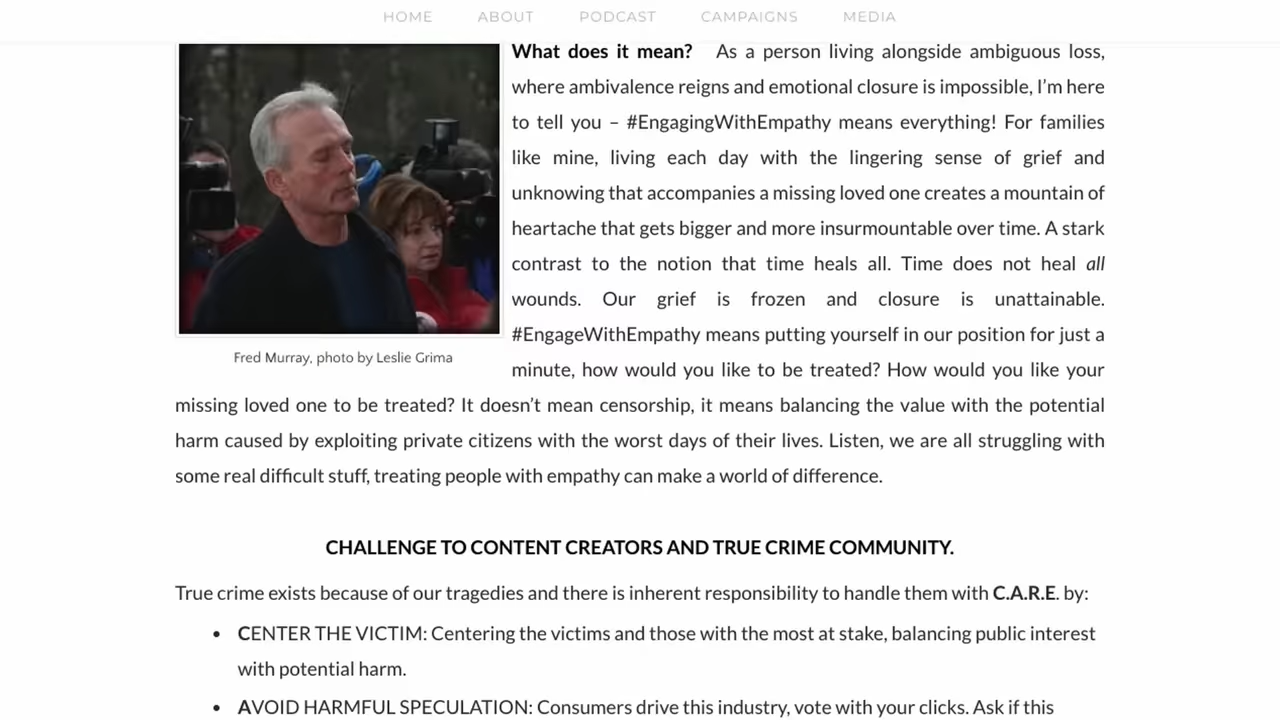 HOME ABOUT PODCAST CAMPAIGNS MEDIA
What does it mean? As a person living alongside ambiguous loss,
where ambivalence reigns and emotional closure is impossible, I’m here
to tell you – #EngagingWithEmpathy means everything! For families
like mine, living each day with the lingering sense of grief and
unknowing that accompanies a missing loved one creates a mountain of
heartache that gets bigger and more insurmountable over time. A stark
contrast to the notion that time heals all. Time does not heal all
wounds. Our grief is frozen and closure is unattainable.
#EngageWithEmpathy means putting yourself in our position for just a
minute, how would you like to be treated? How would you like your
missing loved one to be treated? It doesn’t mean censorship, it means balancing the value with the potential
harm caused by exploiting private citizens with the worst days of their lives. Listen, we are all struggling with
some real difficult stuff, treating people with empathy can make a world of difference.
Fred Murray, photo by Leslie Grima
CHALLENGE TO CONTENT CREATORS AND TRUE CRIME COMMUNITY.
True crime exists because of our tragedies and there is inherent responsibility to handle them with C.A.R.E. by:
• CENTER THE VICTIM: Centering the victims and those with the most at stake, balancing public interest
with potential harm.
• AVOID HARMFUL SPECULATION: Consumers drive this industry, vote with your clicks. Ask if this